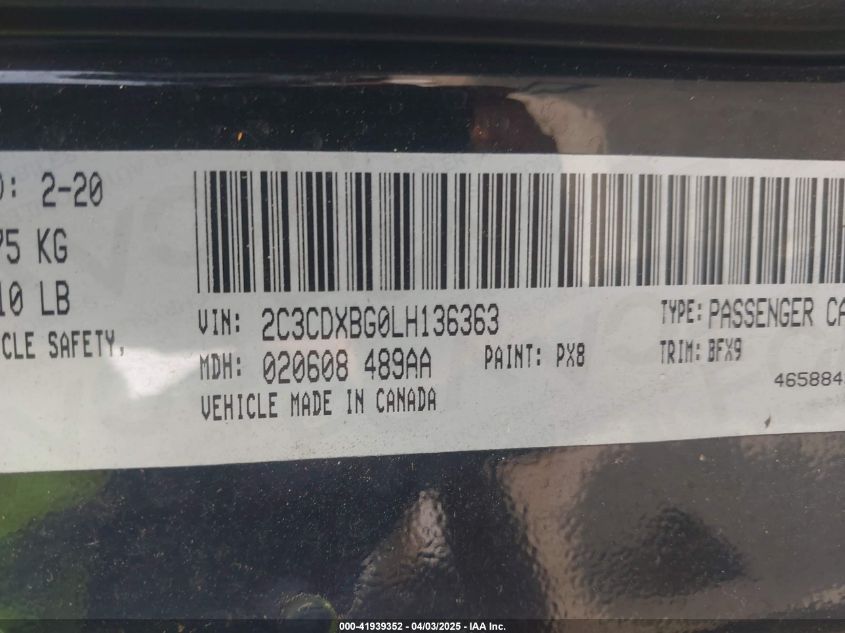 D: 2-20
75 KG
10 LB
ICLE SAFETY,
VIN: 2C3CDXBG0LH136363
TYPE: PASSENGER CA
MDH: 020608 489AA
PAINT: PX8
TRIM: BFX9
VEHICLE MADE IN CANADA
465884
000-41939352 - 04/03/2025 - IAA Inc.